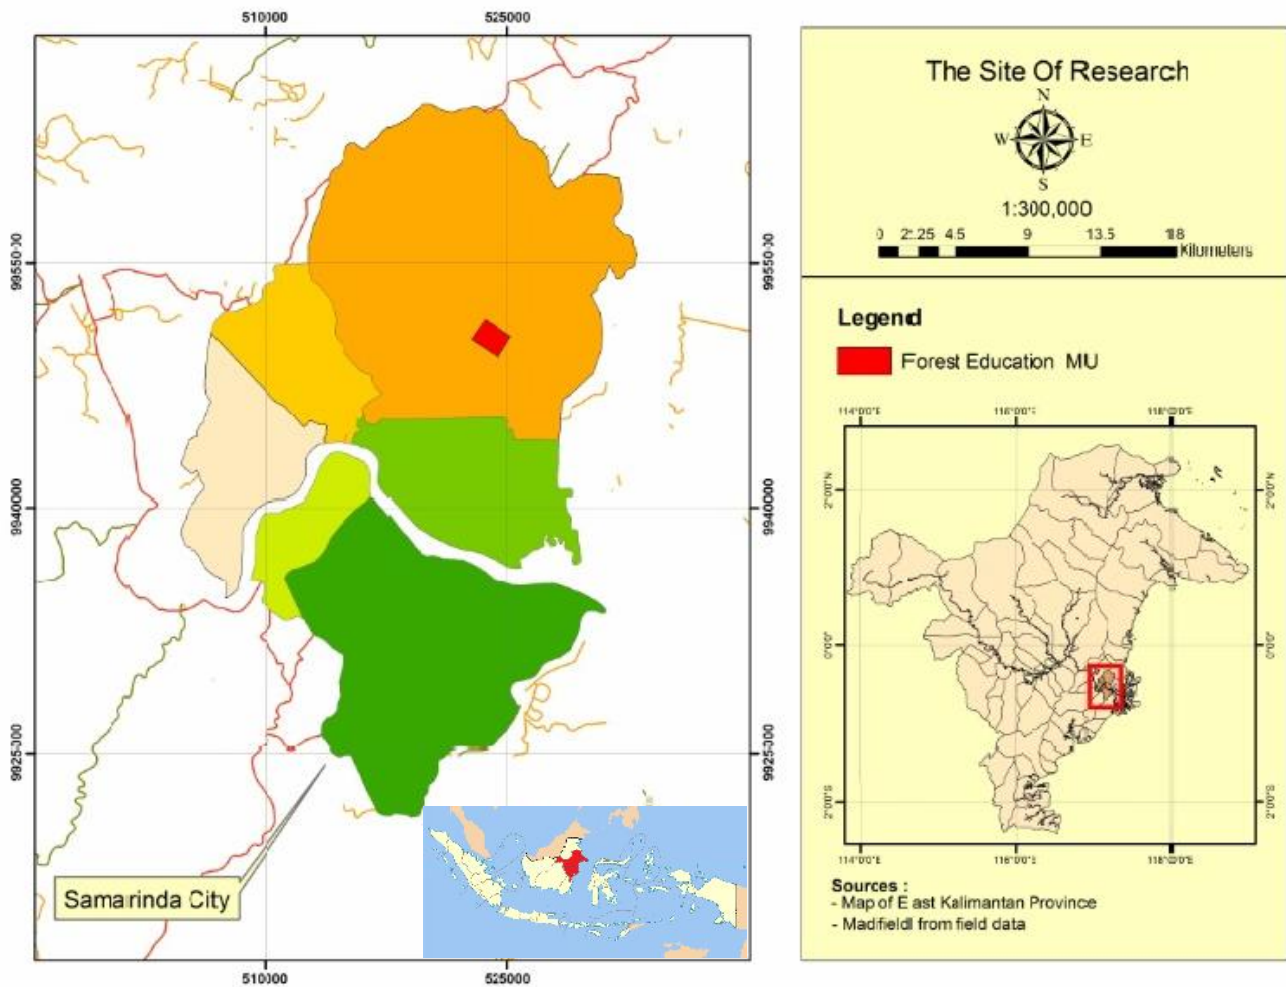 510000 525000
9955000 9955000
9940000 9940000
9925000 9925000
Samarinda City
510000 525000
The Site Of Research
N
W E
S
1:300,000
0 2.25 4.5 9 13.5 18
Kilometers
Legend
Forest Education MU
114°0'0"E 116°0'0"E 118°0'0"E
2°0'0"N 2°0'0"N
0°0'0" 0°0'0"
2°0'0"S 2°0'0"S
114°0'0"E 116°0'0"E 118°0'0"E
Sources :
- Map of East Kalimantan Province
- Madifield from field data